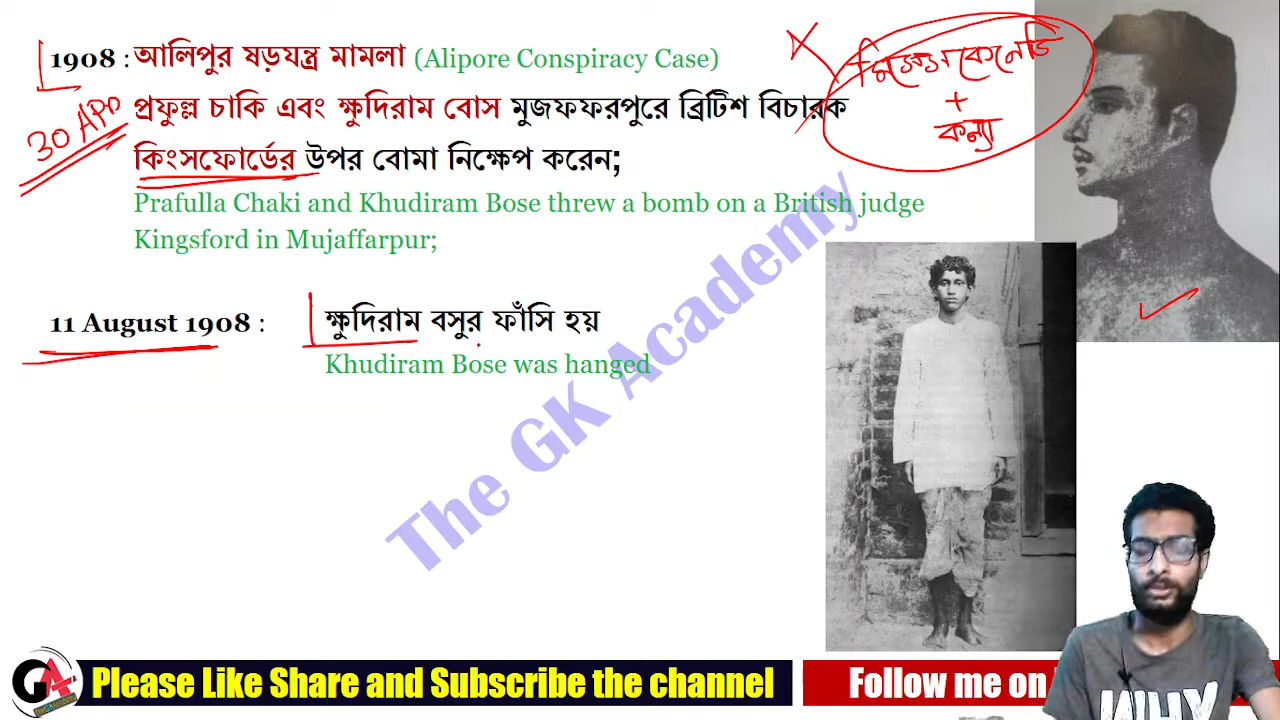 1908 : আলিপুর ষড়যন্ত্র মামলা (Alipore Conspiracy Case)
30 APR
প্রফুল্ল চাকি এবং ক্ষুদিরাম বোস মুজফফরপুরে ব্রিটিশ বিচারক
কিংসফোর্ডের উপর বোমা নিক্ষেপ করেন;
Prafulla Chaki and Khudiram Bose threw a bomb on a British judge
Kingsford in Mujaffarpur;
কেনেডি
+
কন্যা
11 August 1908 : ক্ষুদিরাম বসুর ফাঁসি হয়
Khudiram Bose was hanged
The GK Academy
GA
Please Like Share and Subscribe the channel
Follow me on
WHY